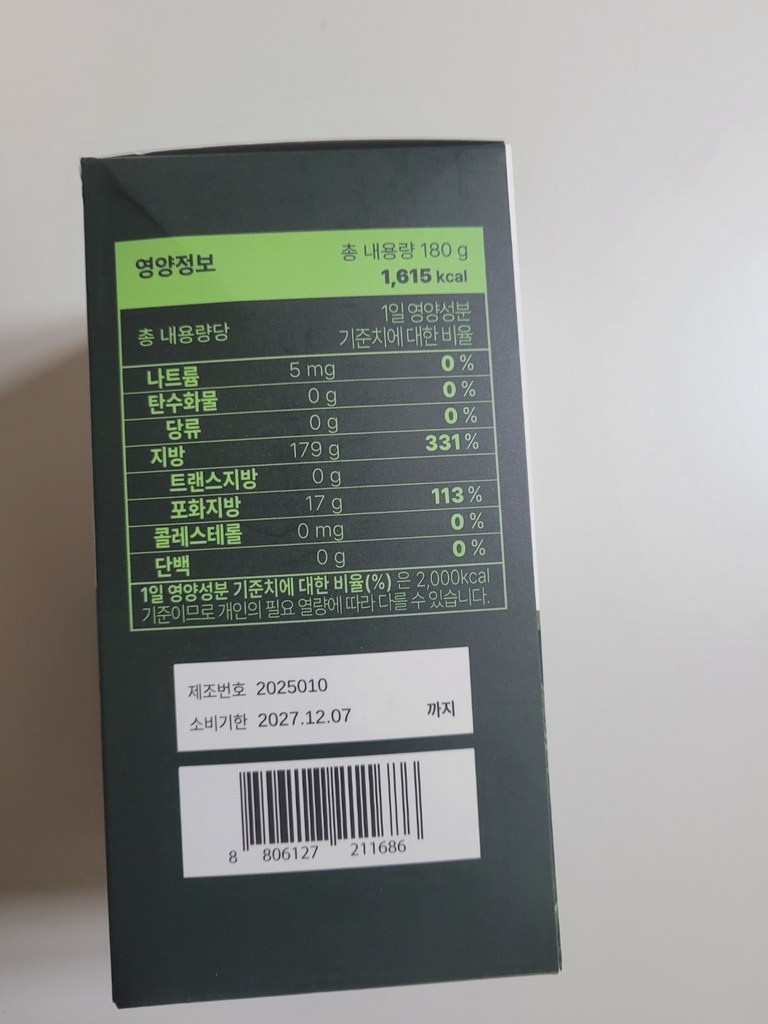 영양정보
총 내용량 180 g
1,615 kcal
총 내용량당
1일 영양성분
기준치에 대한 비율
나트륨 5 mg 0 %
탄수화물 0 g 0 %
당류 0 g 0 %
지방 179 g 331 %
트랜스지방 0 g
포화지방 17 g 113 %
콜레스테롤 0 mg 0 %
단백 0 g 0 %
1일 영양성분 기준치에 대한 비율(%) 은 2,000kcal
기준이므로 개인의 필요 열량에 따라 다를 수 있습니다.
제조번호 2025010
소비기한 2027.12.07 까지
8 806127 211686